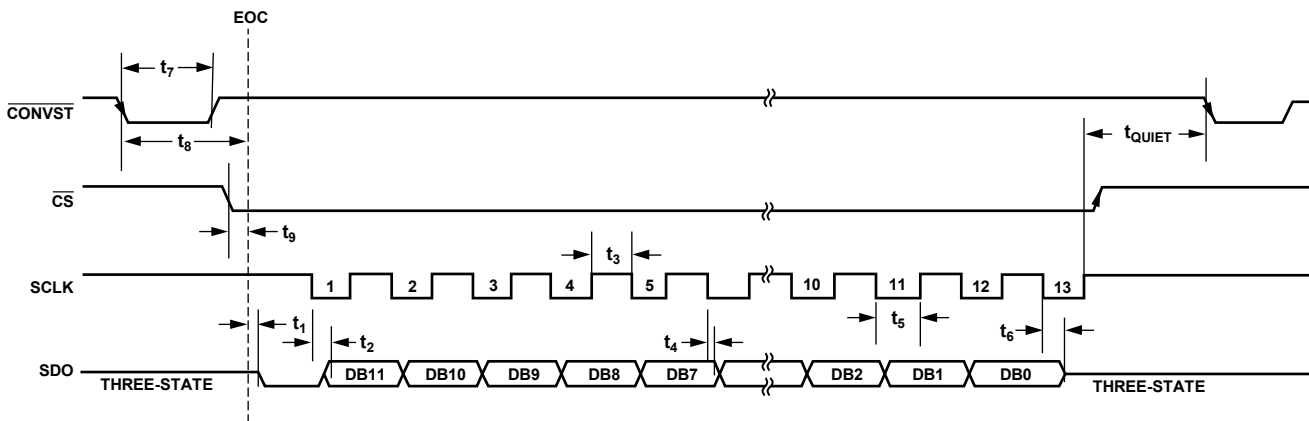 EOC
t7
CONVST
t8
tQUIET
CS
t9
t3
SCLK
1 2 3 4 5 10 11 12 13
t1
t2
t4
t5
t6
SDO
THREE-STATE
DB11 DB10 DB9 DB8 DB7 DB2 DB1 DB0
THREE-STATE